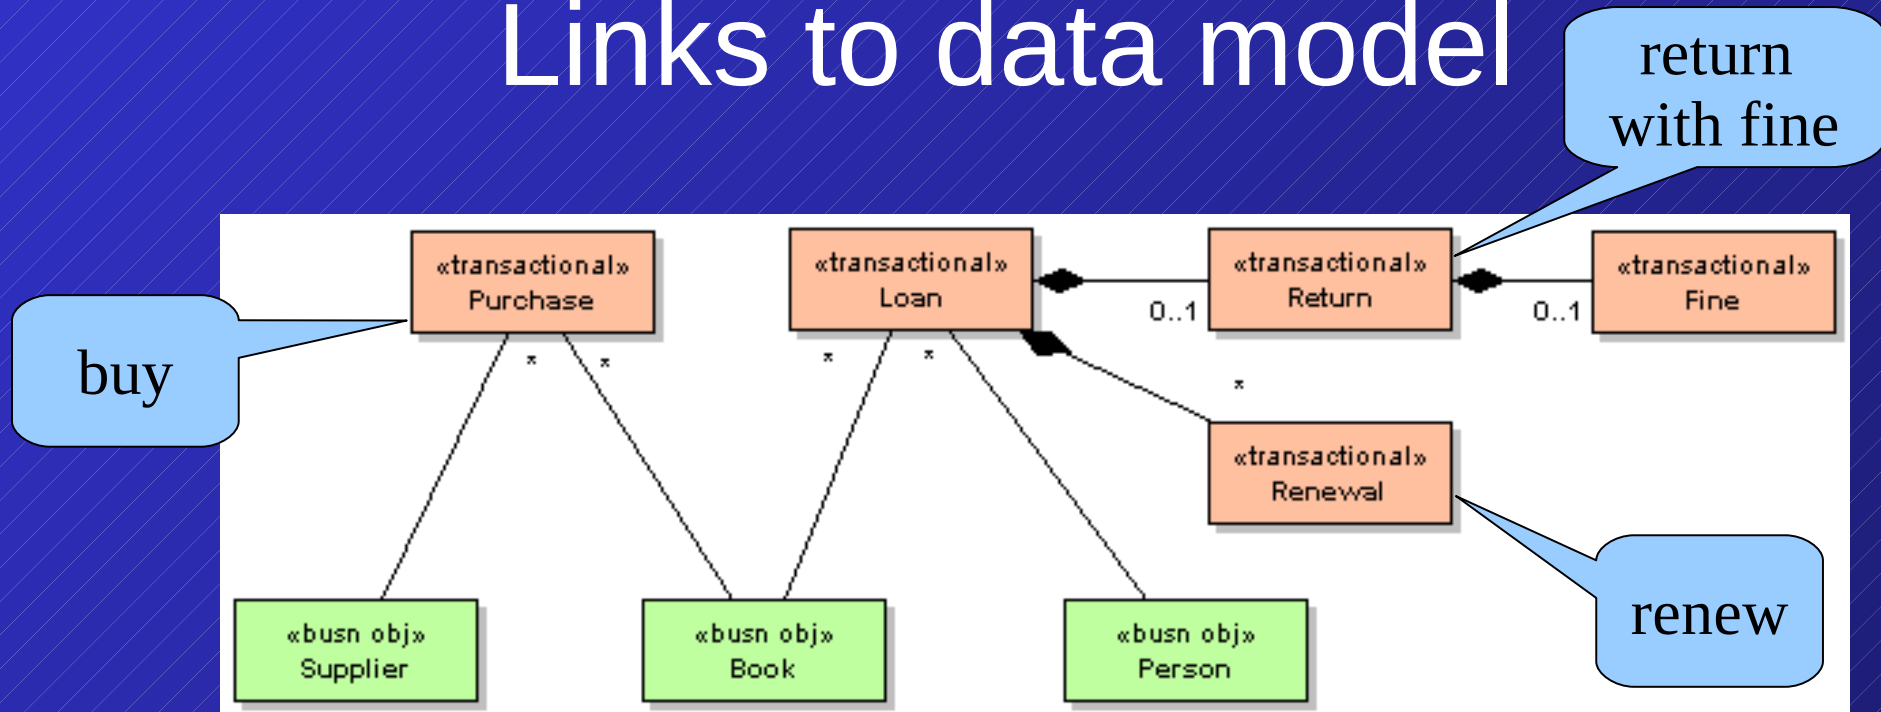 Links to data model
return
with fine
«transactional»
Purchase
«transactional»
Loan
«transactional»
Return
«transactional»
Fine
0..1
0..1
buy
*
*
*
*
*
«transactional»
Renewal
renew
«busn obj»
Supplier
«busn obj»
Book
«busn obj»
Person